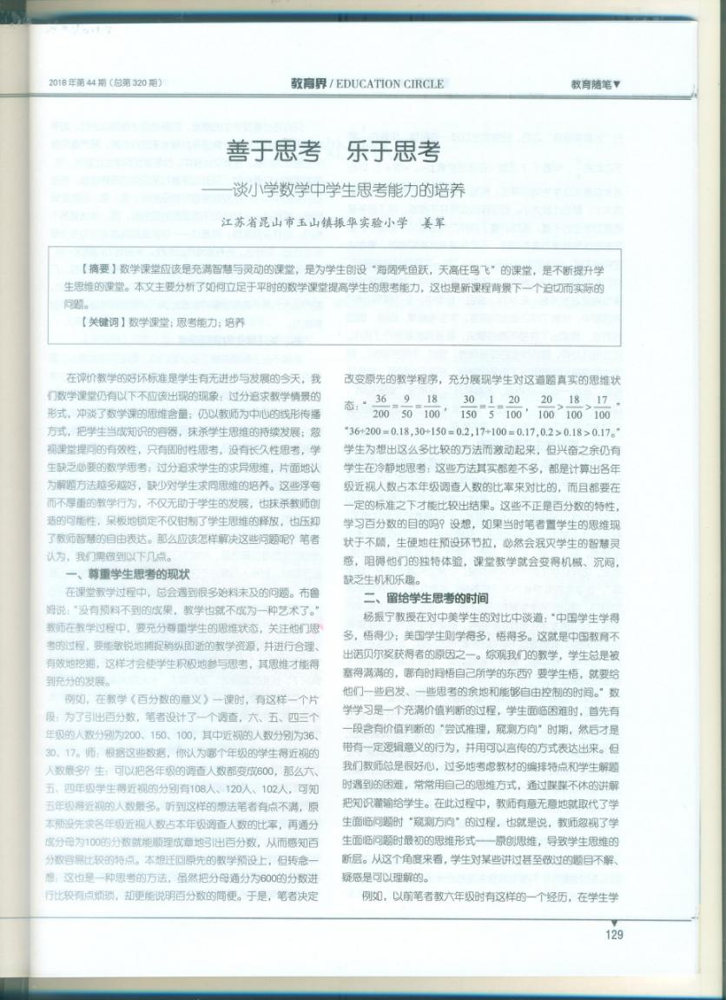 2018年第44期（总第320期）
教育界 / EDUCATION CIRCLE
教育随笔▼
善于思考　乐于思考
——谈小学数学中学生思考能力的培养
江苏省昆山市玉山镇振华实验小学　姜军
【摘要】数学课堂应该是充满智慧与灵动的课堂，是为学生创设“海阔凭鱼跃，天高任鸟飞”的课堂，是不断提升学
生思维的课堂。本文主要分析了如何立足于平时的数学课堂提高学生的思考能力，这也是新课程背景下一个迫切而实际的
问题。
【关键词】数学课堂；思考能力；培养
在评价教学的好坏标准是学生有无进步与发展的今天，我
们数学课堂仍有以下不应该出现的现象：过分追求教学情景的
形式，冲淡了数学课的思维含量；仍以教师为中心的线形传播
方式，把学生当成知识的容器，抹杀学生思维的持续发展；忽
视课堂提问的有效性，只有即时性思考，没有长久性思考，学
生缺乏必要的数学思考；过分追求学生的求异思维，片面地认
为解题方法越多越好，缺少对学生求同思维的培养。这些浮夸
而不厚重的教学行为，不仅无助于学生的发展，也抹杀教师创
造的可能性，呆板地锁定不仅钳制了学生思维的释放，也压抑
了教师智慧的自由表达。那么应该怎样解决这些问题呢？笔者
认为，我们需做到以下几点。
一、尊重学生思考的现状
在课堂教学过程中，总会遇到很多始料未及的问题。布鲁
姆说：“没有预料不到的成果，教学也就不成为一种艺术了。”
教师在教学过程中，要充分尊重学生的思维状态，关注他们思
考的过程，要能敏锐地捕捉稍纵即逝的教学资源，并进行合理、
有效地挖掘，这样才会使学生积极地参与思考，其思维才能得
到充分的发展。
例如，在教学《百分数的意义》一课时，有这样一个片
段：为了引出百分数，笔者设计了一个调查，六、五、四三个
年级的人数分别为200、150、100，其中近视的人数分别为36、
30、17。师：根据这些数据，你认为哪个年级的学生得近视的
人数最多？生：可以把各年级的调查人数都变成600，那么六、
五、四年级学生得近视的分别有108人、120人、102人，可知
五年级得近视的人数最多。听到这样的想法笔者有点不满，原
本预设先求各年级近视人数占本年级调查人数的比率，再通分
成分母为100的分数就能顺理成章地引出百分数，从而感知百
分数容易比较的特点。本想迁回原先的教学预设上，但转念一
想：这也是一种思考的方法，虽然把分母通分为600的分数进
行比较有点烦琐，却更能说明百分数的简便。于是，笔者决定
改变原先的教学程序，充分展现学生对这道题真实的思维状
态：“36/200=9/50=18/100，30/150=1/5=20/100，20/100>18/100>17/100”
“36÷200＝0.18,30÷150＝0.2,17÷100＝0.17,0.2＞0.18＞0.17。”
学生为想出这么多比较的方法而激动起来，但兴奋之余仍有
学生在冷静地思考：这些方法其实都差不多，都是计算出各年
级近视人数占本年级调查人数的比率来对比的，而且都要在
一定的标准之下才能比较出结果。这些不正是百分数的特性，
学习百分数的目的吗？设想，如果当时笔者置学生的思维现
状于不顾，生硬地往预设环节拉，必然会泯灭学生的智慧灵
感，阻碍他们的独特体验，课堂教学就会变得机械、沉闷，
缺乏生机和乐趣。
二、留给学生思考的时间
杨振宁教授在对中美学生的对比中谈道：“中国学生学得
多，悟得少；美国学生则学得多，悟得多。这就是中国教育不
出诺贝尔奖获得者的原因之一。综观我们的教学，学生总是被
塞得满满的，哪有时间悟自己所学的东西？要学生悟，就要给
他们一些启发、一些思考的余地和能够自由控制的时间。”数
学学习是一个充满价值判断的过程，学生面临困难时，首先有
一段含有价值判断的“尝试推理，窥测方向”时期，然后才是
带有一定逻辑意义的行为，并用可以言传的方式表达出来。但
我们教师总是很好心，过多地考虑教材的编排特点和学生解题
时遇到的困难，常常用自己的思维方式，通过喋喋不休的讲解
把知识灌输给学生。在此过程中，教师有意无意地就取代了学
生面临问题时“窥测方向”的过程，也就是说，教师忽视了学
生面临问题时最初的思维形式——原创思维，导致学生思维的
断层。从这个角度来看，学生对某些讲过甚至做过的题目不解、
疑惑是可以理解的。
例如，以前笔者教六年级时有这样的一个经历，在学生学
129